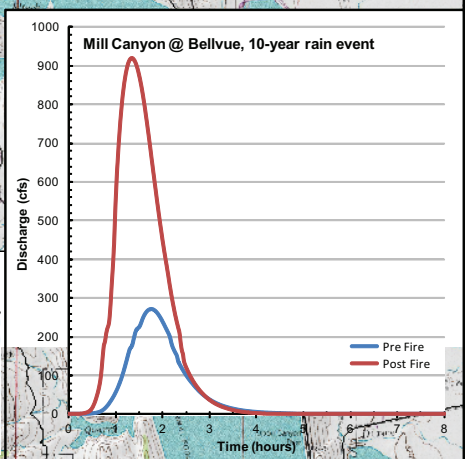 Mill Canyon @ Bellvue, 10-year rain event
1000
900
800
700
600
500
400
300
200
100
0
Discharge (cfs)
Pre Fire
Post Fire
0 1 2 3 4 5 6 7 8
Time (hours)